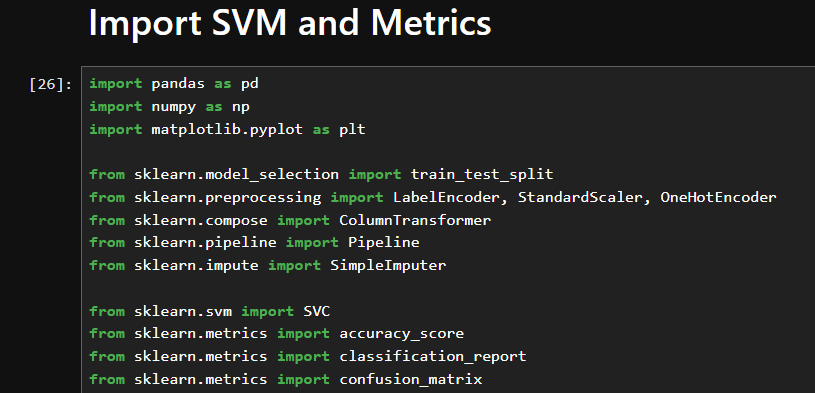 Import SVM and Metrics
[26]:
import pandas as pd
import numpy as np
import matplotlib.pyplot as plt
from sklearn.model_selection import train_test_split
from sklearn.preprocessing import LabelEncoder, StandardScaler, OneHotEncoder
from sklearn.compose import ColumnTransformer
from sklearn.pipeline import Pipeline
from sklearn.impute import SimpleImputer
from sklearn.svm import SVC
from sklearn.metrics import accuracy_score
from sklearn.metrics import classification_report
from sklearn.metrics import confusion_matrix